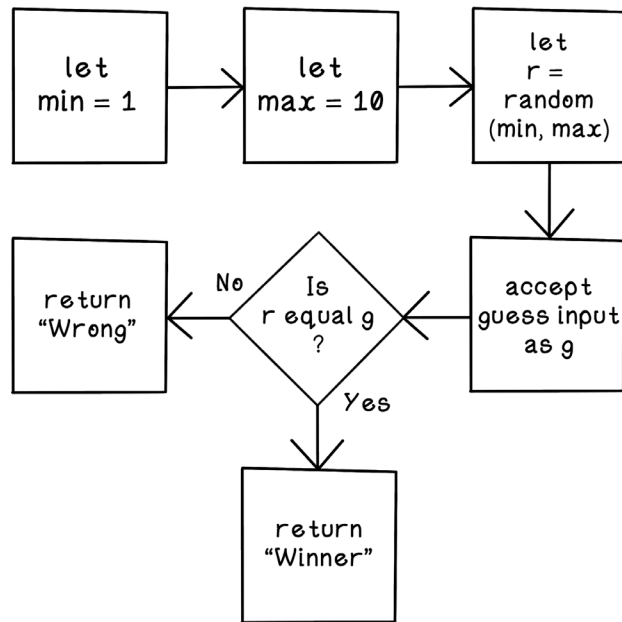 let
min = 1
let
max = 10
let
r =
random
(min, max)
accept
guess input
as g
Is
r equal g
?
No
return
“Wrong”
Yes
return
“Winner”